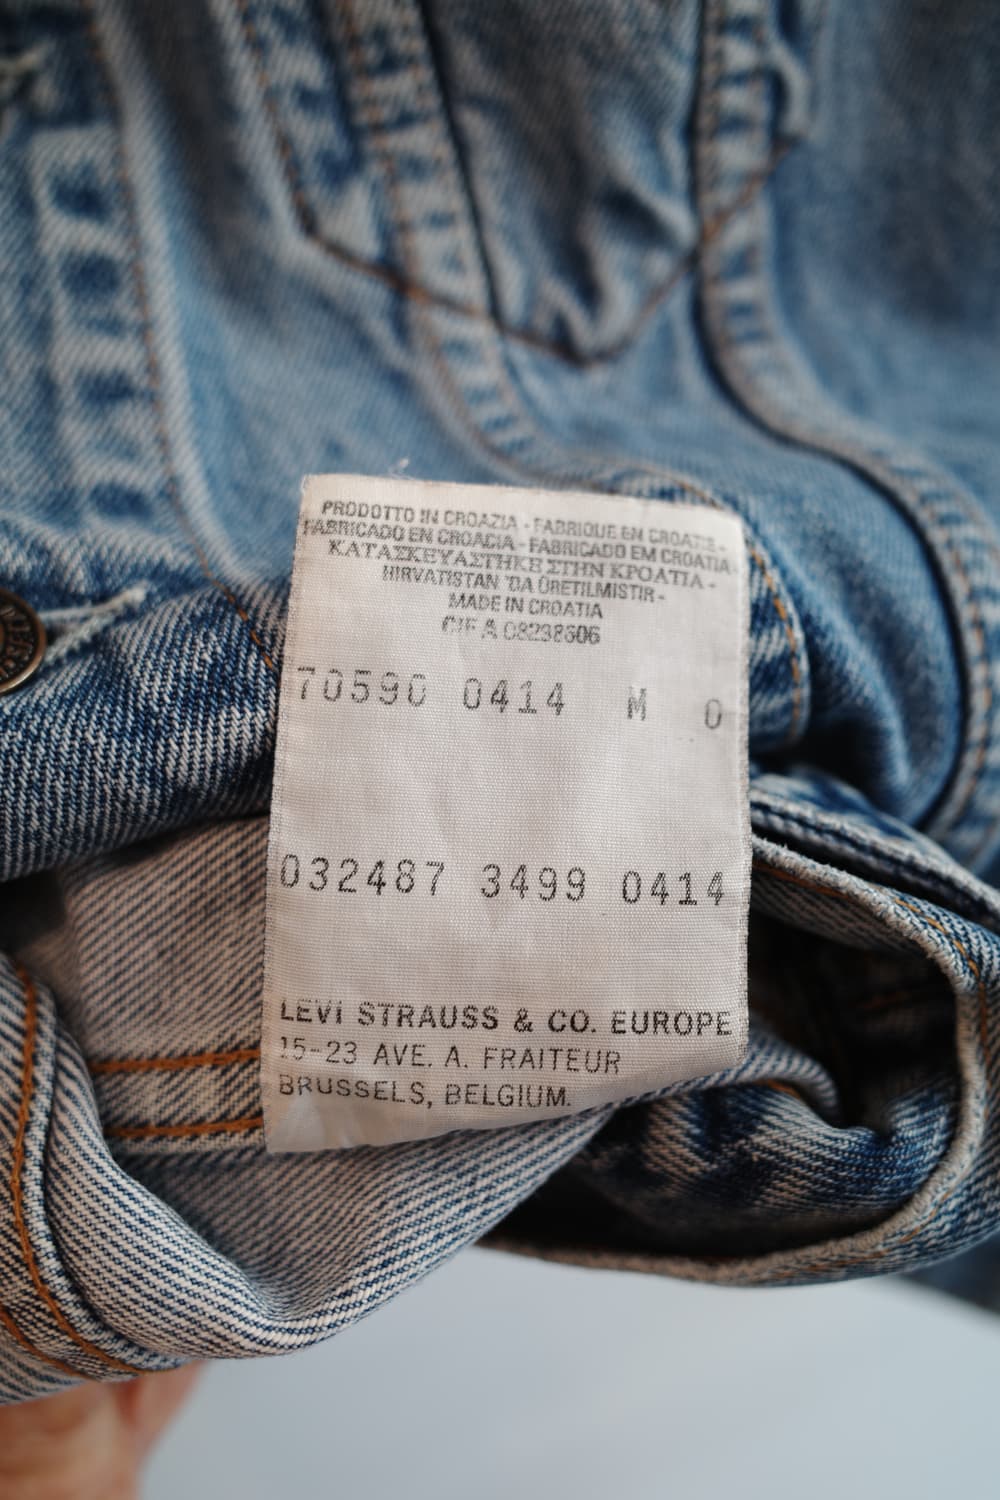 PRODOTTO IN CROAZIA - FABRIQUE EN CROATIE -
FABRICADO EN CROACIA - FABRICADO EM CROATIA -
ΚΑΤΑΣΚΕΥΑΣΤΗΚΕ ΣΤΗΝ ΚΡΟΑΤΙΑ -
HIRVATISTAN 'DA ÜRETILMISTIR -
MADE IN CROATIA
CIF A 08298606
70590 0414 M 0
032487 3499 0414
LEVI STRAUSS & CO. EUROPE
15-23 AVE. A. FRAITEUR
BRUSSELS, BELGIUM.